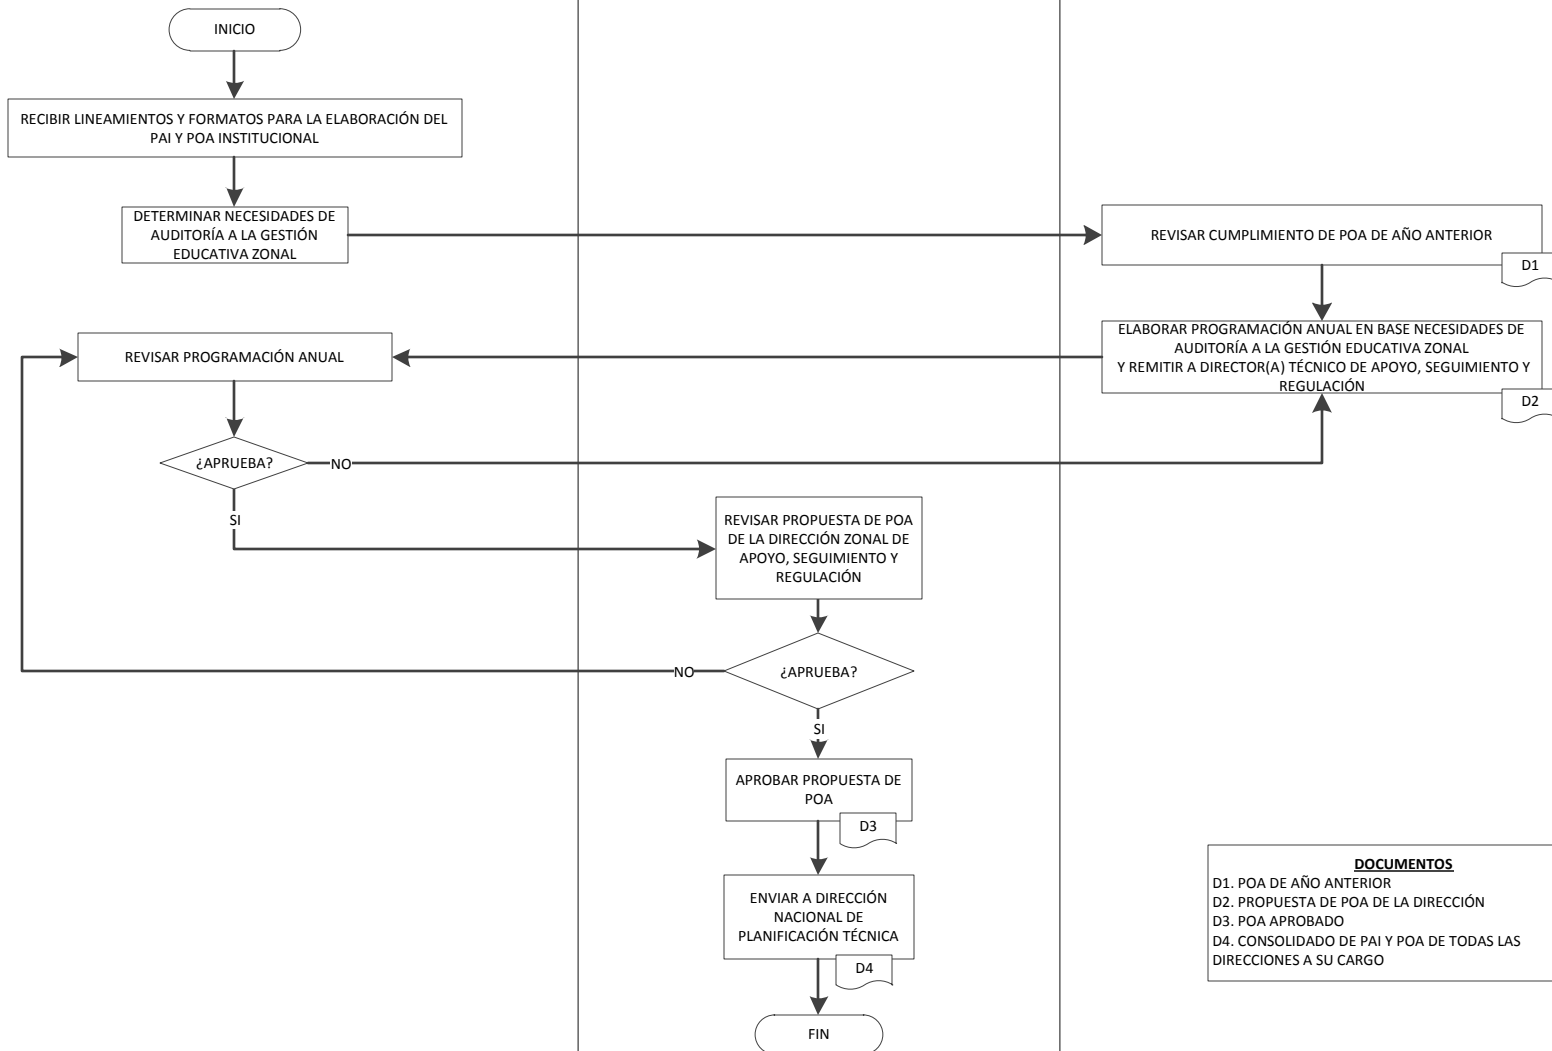 INICIO
RECIBIR LINEAMIENTOS Y FORMATOS PARA LA ELABORACIÓN DEL
PAI Y POA INSTITUCIONAL
DETERMINAR NECESIDADES DE
AUDITORÍA A LA GESTIÓN
EDUCATIVA ZONAL
REVISAR CUMPLIMIENTO DE POA DE AÑO ANTERIOR
D1
ELABORAR PROGRAMACIÓN ANUAL EN BASE NECESIDADES DE
AUDITORÍA A LA GESTIÓN EDUCATIVA ZONAL
Y REMITIR A DIRECTOR(A) TÉCNICO DE APOYO, SEGUIMIENTO Y
REGULACIÓN
D2
REVISAR PROGRAMACIÓN ANUAL
¿APRUEBA?
NO
SI
REVISAR PROPUESTA DE POA
DE LA DIRECCIÓN ZONAL DE
APOYO, SEGUIMIENTO Y
REGULACIÓN
¿APRUEBA?
NO
SI
APROBAR PROPUESTA DE
POA
D3
ENVIAR A DIRECCIÓN
NACIONAL DE
PLANIFICACIÓN TÉCNICA
D4
FIN
DOCUMENTOS
D1. POA DE AÑO ANTERIOR
D2. PROPUESTA DE POA DE LA DIRECCIÓN
D3. POA APROBADO
D4. CONSOLIDADO DE PAI Y POA DE TODAS LAS
DIRECCIONES A SU CARGO